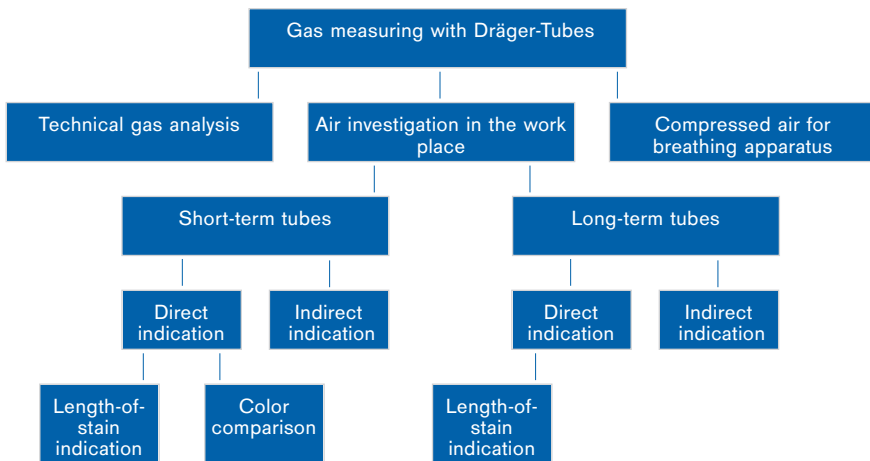 Gas measuring with Dräger-Tubes
Technical gas analysis
Air investigation in the work
place
Compressed air for
breathing apparatus
Short-term tubes
Long-term tubes
Direct
indication
Indirect
indication
Direct
indication
Indirect
indication
Length-of-
stain
indication
Color
comparison
Length-of-
stain
indication